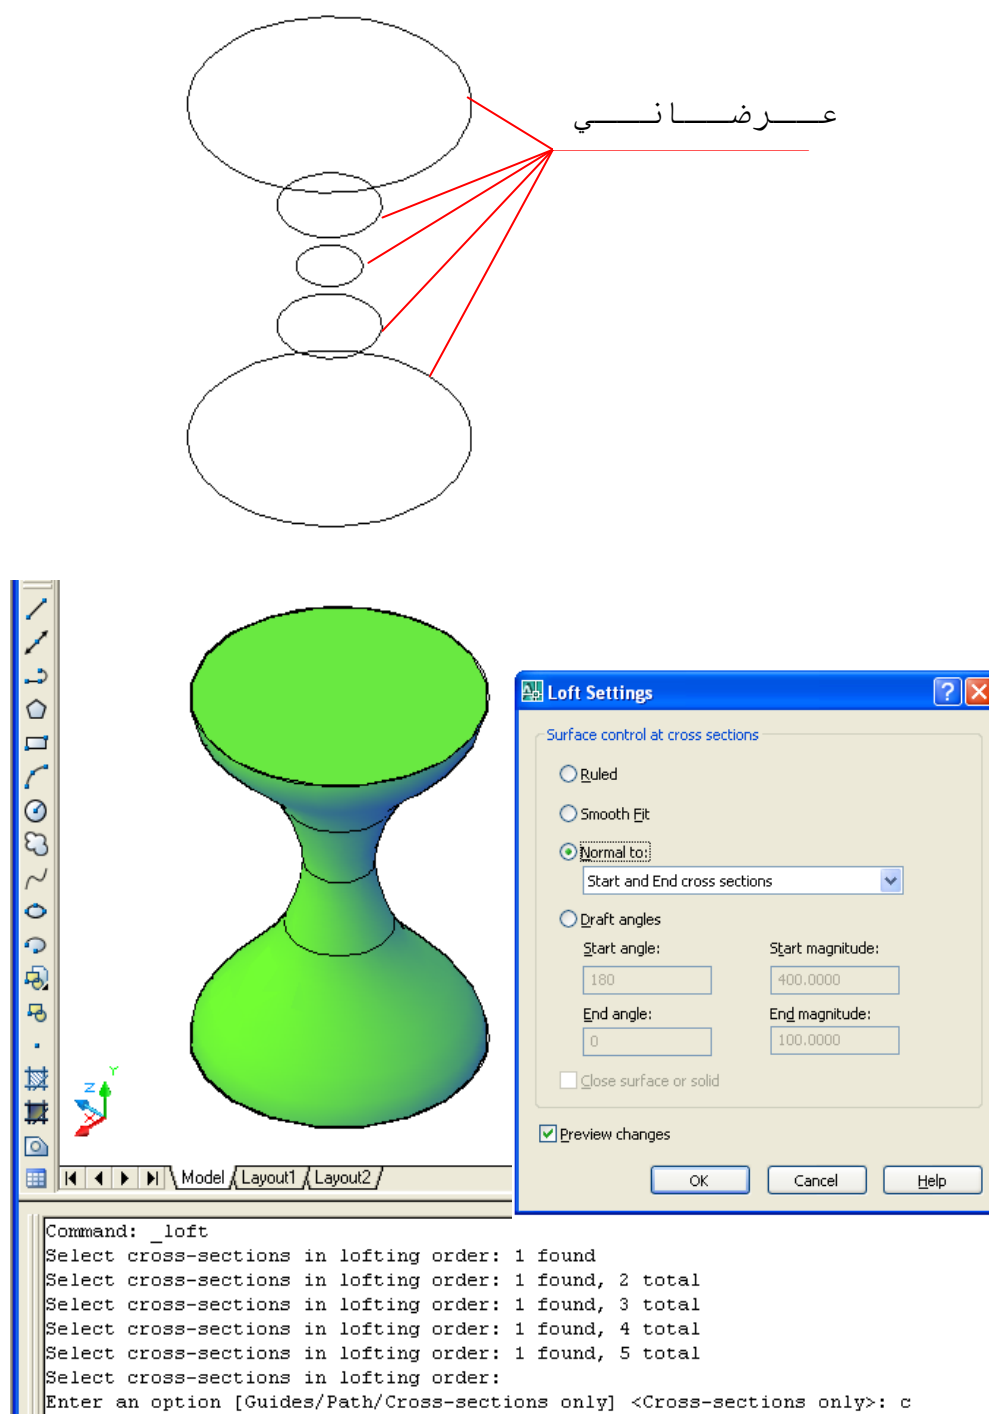 عرضاني
Loft Settings
Surface control at cross sections
Ruled
Smooth Fit
Normal to:
Start and End cross sections
Draft angles
Start angle: Start magnitude:
180 400.0000
End angle: End magnitude:
0 100.0000
Close surface or solid
Preview changes
OK Cancel Help
Y
Z
X
Model Layout1 Layout2
Command: _loft
Select cross-sections in lofting order: 1 found
Select cross-sections in lofting order: 1 found, 2 total
Select cross-sections in lofting order: 1 found, 3 total
Select cross-sections in lofting order: 1 found, 4 total
Select cross-sections in lofting order: 1 found, 5 total
Select cross-sections in lofting order:
Enter an option [Guides/Path/Cross-sections only] <Cross-sections only>: c